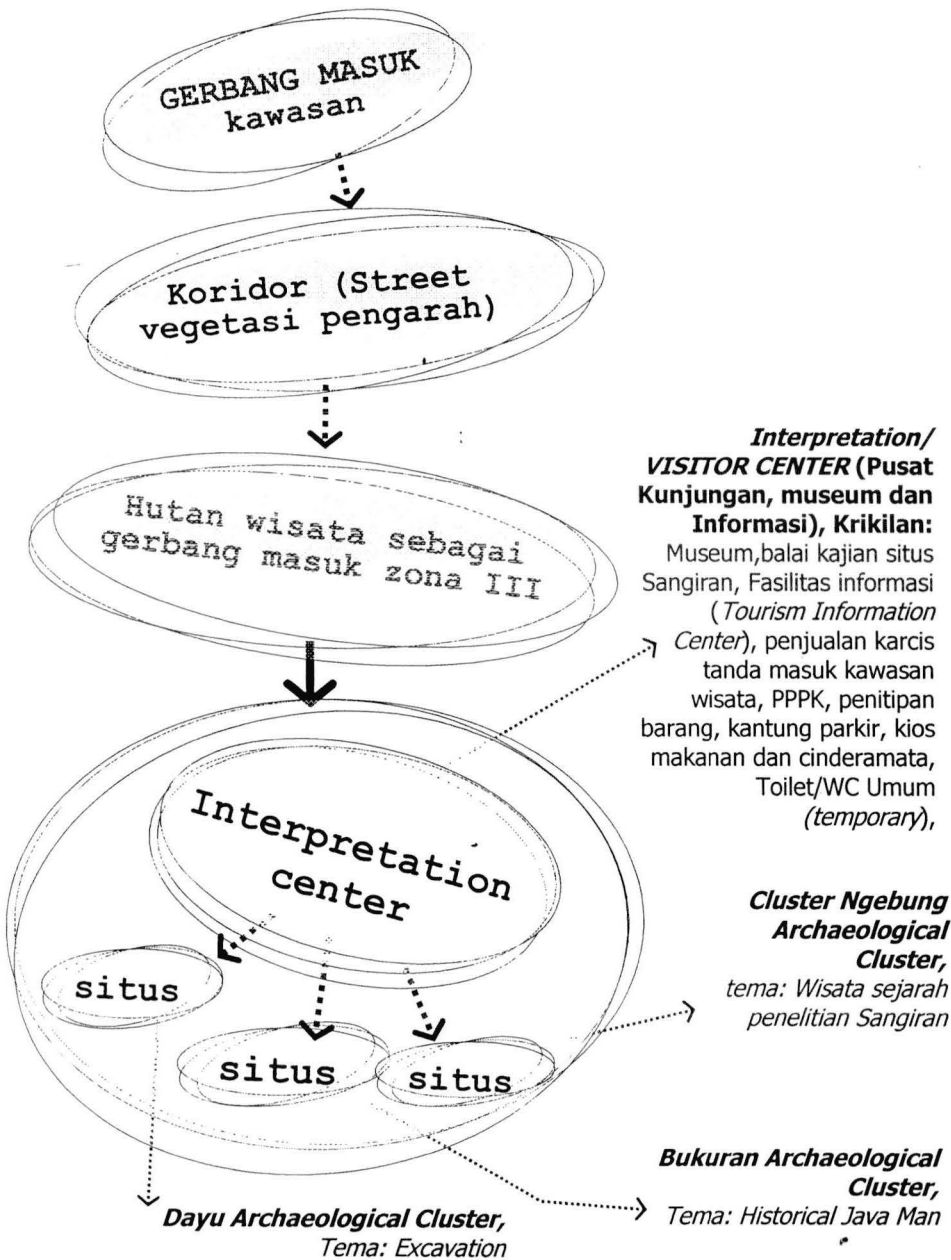 GERBANG MASUK
kawasan
Koridor (Street
vegetasi pengarah)
Hutan wisata sebagai
gerbang masuk zona III
Interpretation/
VISITOR CENTER (Pusat
Kunjungan, museum dan
Informasi), Krikilan:
Museum,balai kajian situs
Sangiran, Fasilitas informasi
(Tourism Information
Center), penjualan karcis
tanda masuk kawasan
wisata, PPPK, penitipan
barang, kantung parkir, kios
makanan dan cinderamata,
Toilet/WC Umum
(temporary),
Interpretation
center
situs
situs
situs
Cluster Ngebung
Archaeological
Cluster,
tema: Wisata sejarah
penelitian Sangiran
Bukuran Archaeological
Cluster,
Tema: Historical Java Man
Dayu Archaeological Cluster,
Tema: Excavation